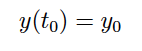 y(t₀) = y₀